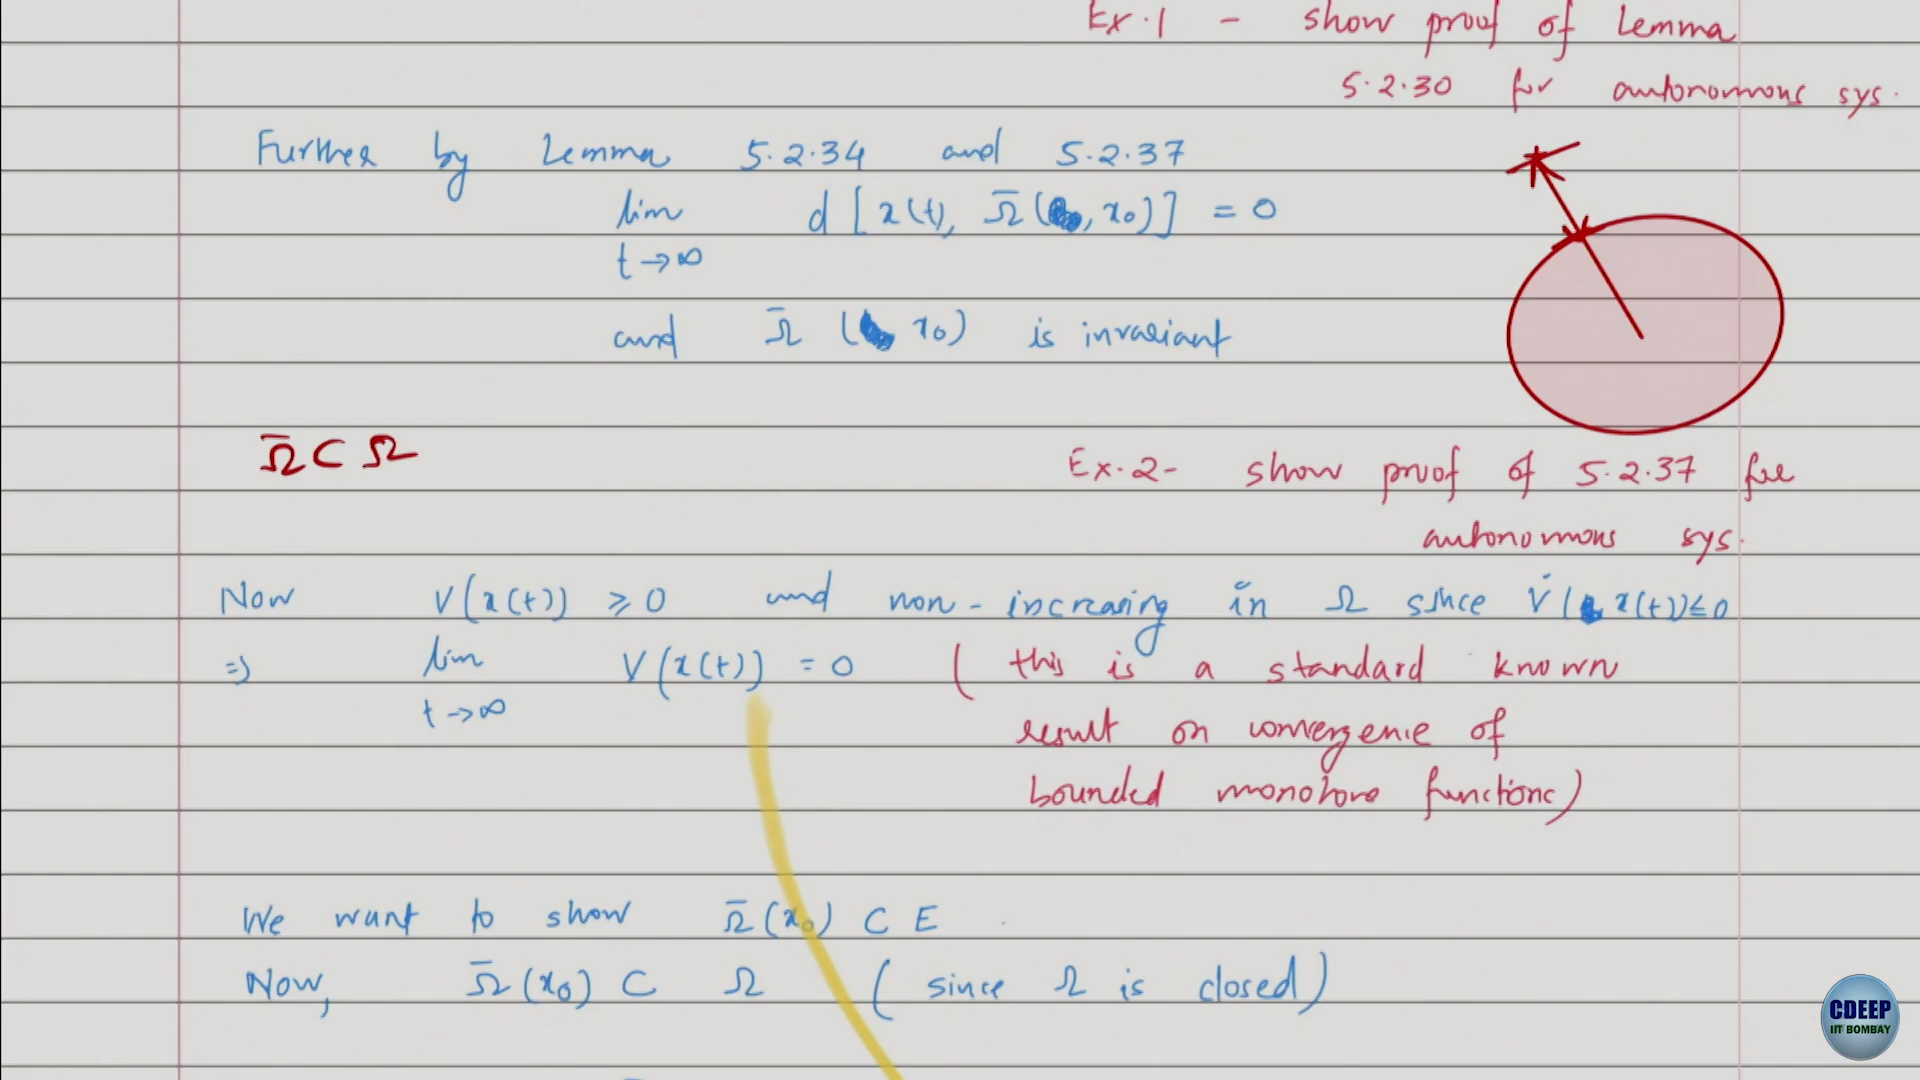 Ex.1 - show proof of Lemma
5.2.30 for autonomous sys.
Further by Lemma 5.2.34 and 5.2.37
lim d [x(t), Ω̄ ( , x0)] = 0
t→∞
and Ω̄ ( x0) is invariant
Ω̄ ⊂ Ω
Ex.2- show proof of 5.2.37 for
autonomous sys.
Now V(x(t)) ≥ 0 and non-increasing in Ω since V̇( x(t)) ≤ 0
⇒ lim V(x(t)) = 0 ( this is a standard known
t→∞ result on convergence of
bounded monotone functions)
We want to show Ω̄(x0) ⊂ E
Now, Ω̄(x0) ⊂ Ω ( since Ω is closed)
CDEEP
IIT BOMBAY